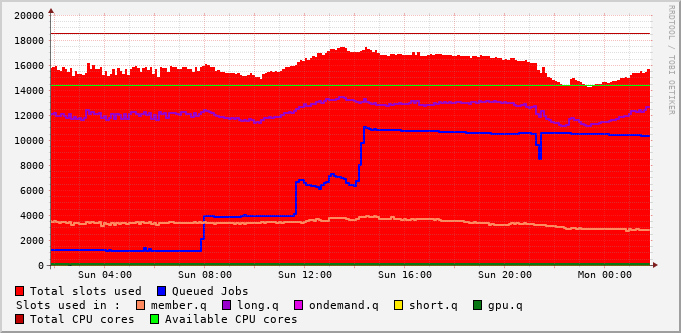 20000
18000
16000
14000
12000
10000
8000
6000
4000
2000
0
Sun 04:00 Sun 08:00 Sun 12:00 Sun 16:00 Sun 20:00 Mon 00:00
RRDTOOL / TOBI OETIKER
Total slots used Queued Jobs
Slots used in : member.q long.q ondemand.q short.q gpu.q
Total CPU cores Available CPU cores